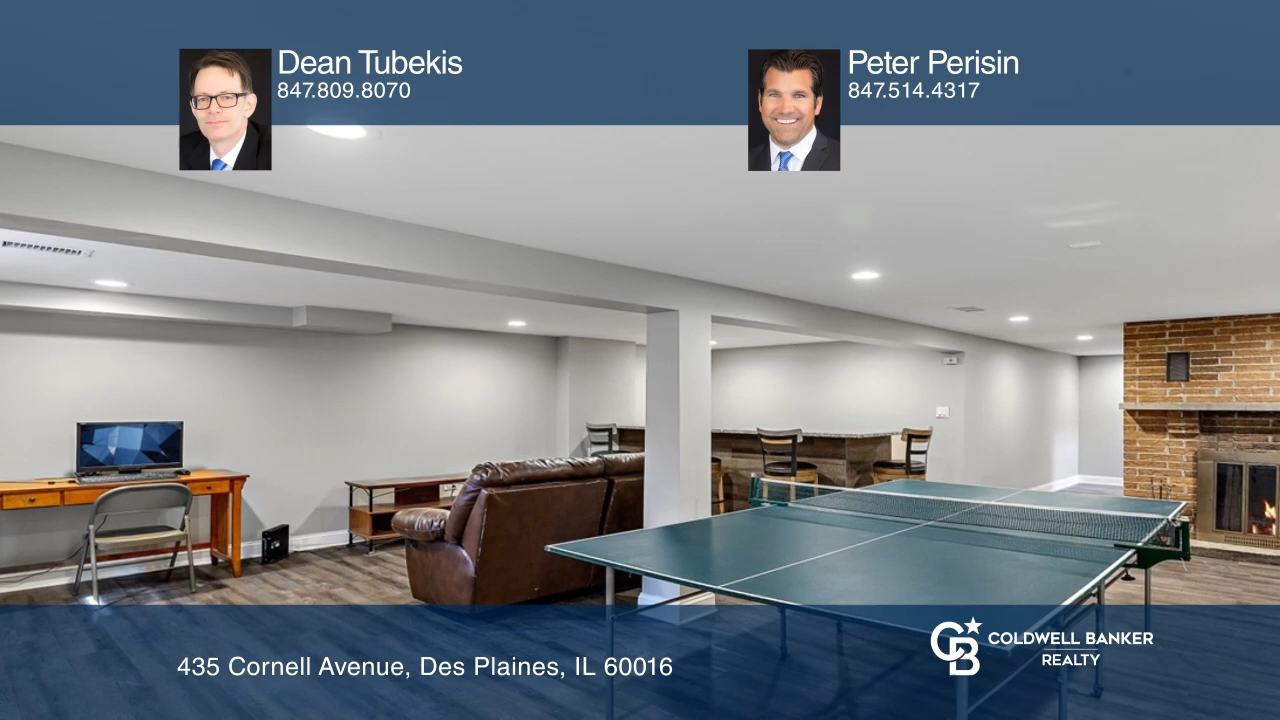 Dean Tubekis
847.809.8070
Peter Perisin
847.514.4317
435 Cornell Avenue, Des Plaines, IL 60016
CB
COLDWELL BANKER
REALTY